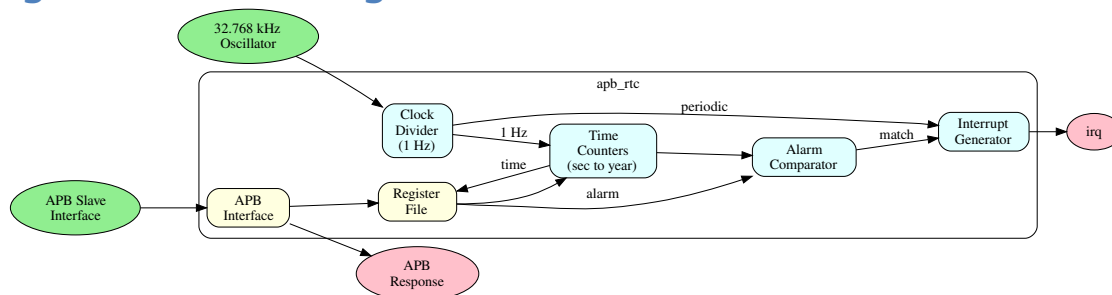 32.768 kHz
Oscillator
apb_rtc
Clock
Divider
(1 Hz)
periodic
1 Hz
Time
Counters
(sec to year)
Interrupt
Generator
irq
match
Alarm
Comparator
time
alarm
APB Slave
Interface
APB
Interface
Register
File
APB
Response